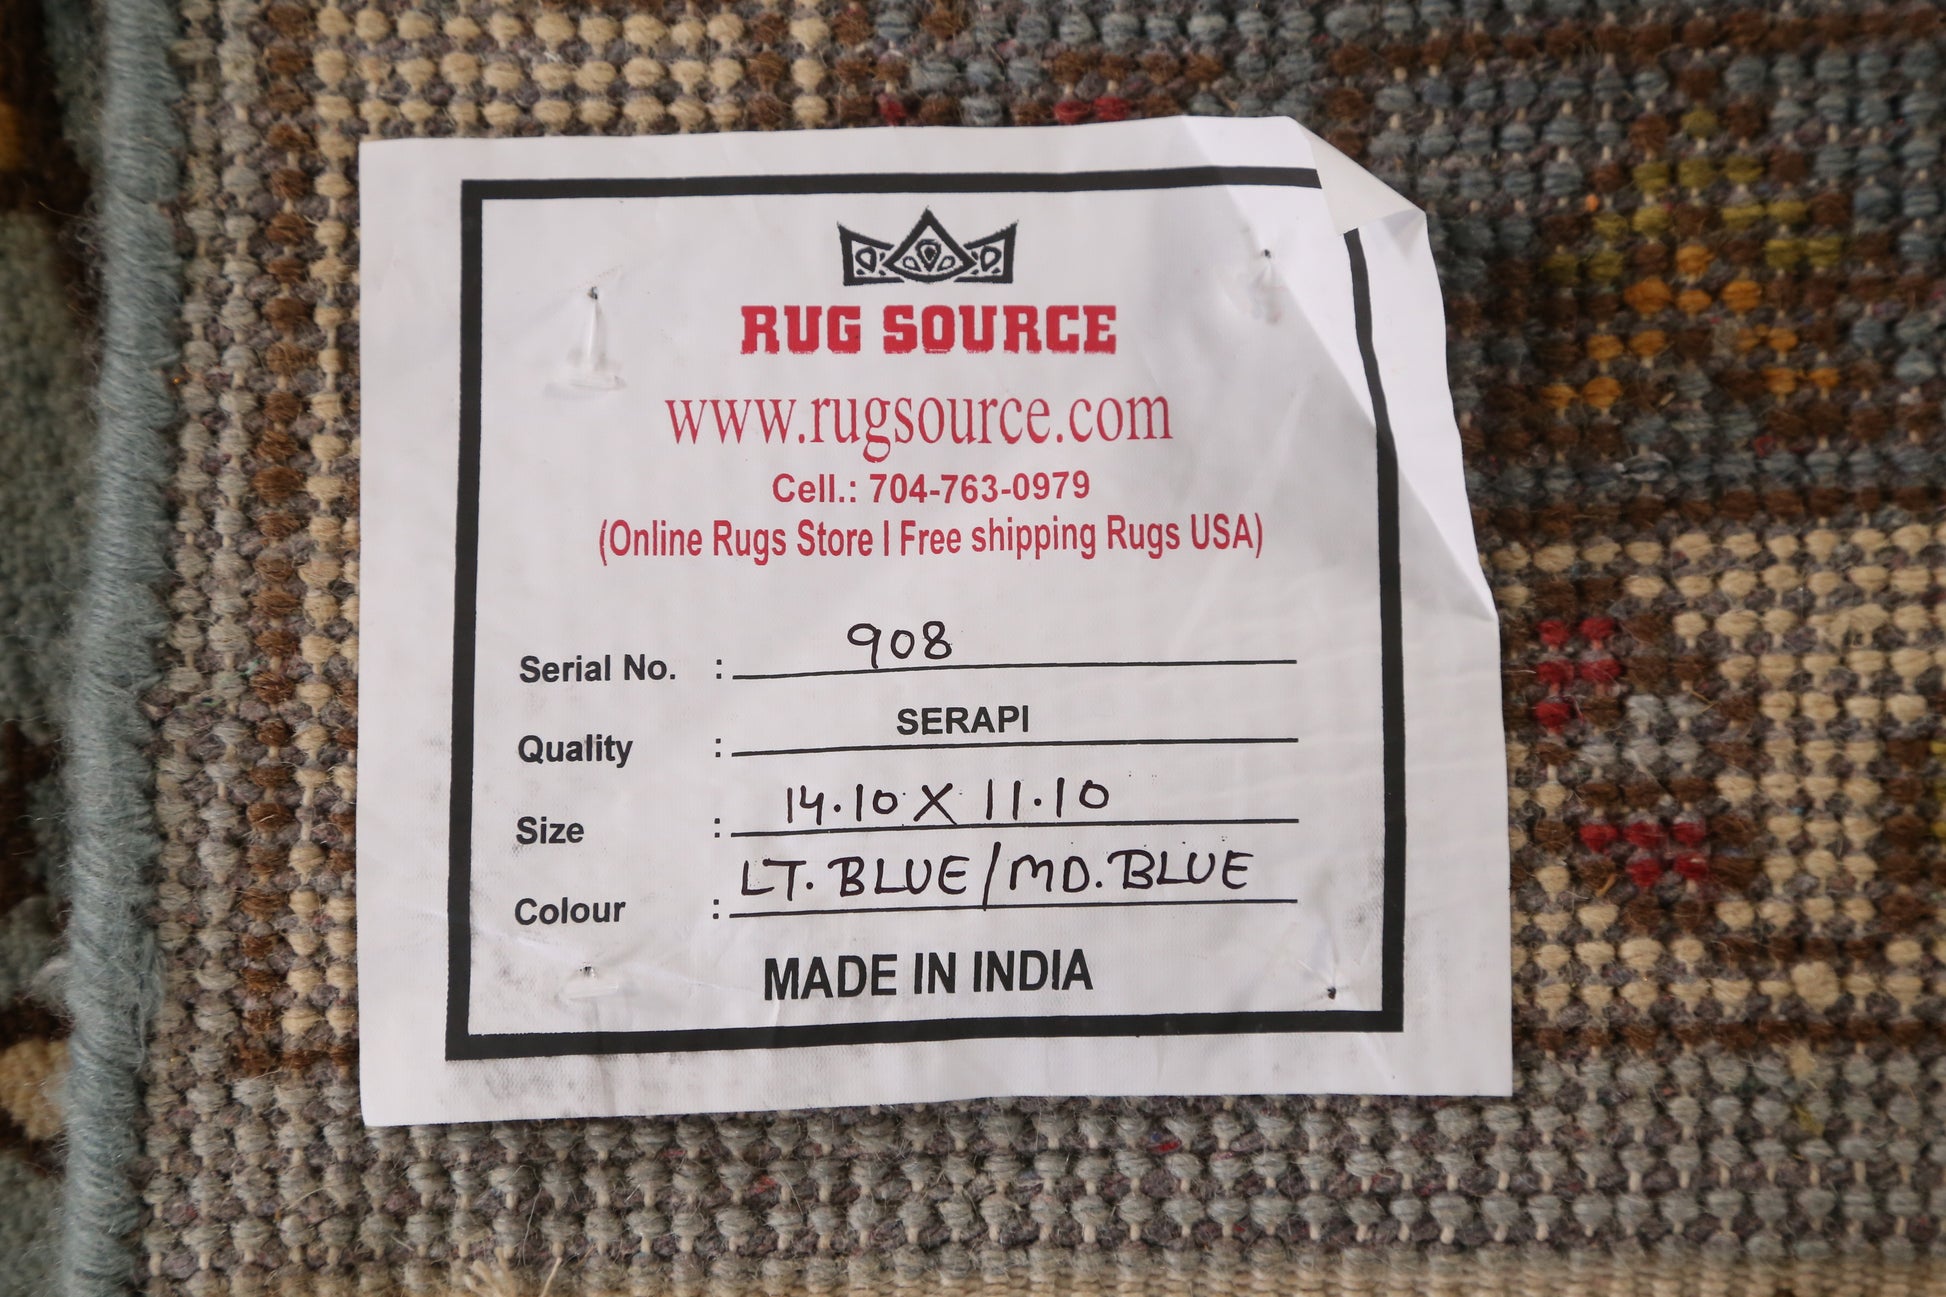 RUG SOURCE
www.rugsource.com
Cell.: 704-763-0979
(Online Rugs Store | Free shipping Rugs USA)
Serial No. : 908
Quality : SERAPI
Size : 14.10 X 11.10
Colour : LT. BLUE/MD. BLUE
MADE IN INDIA